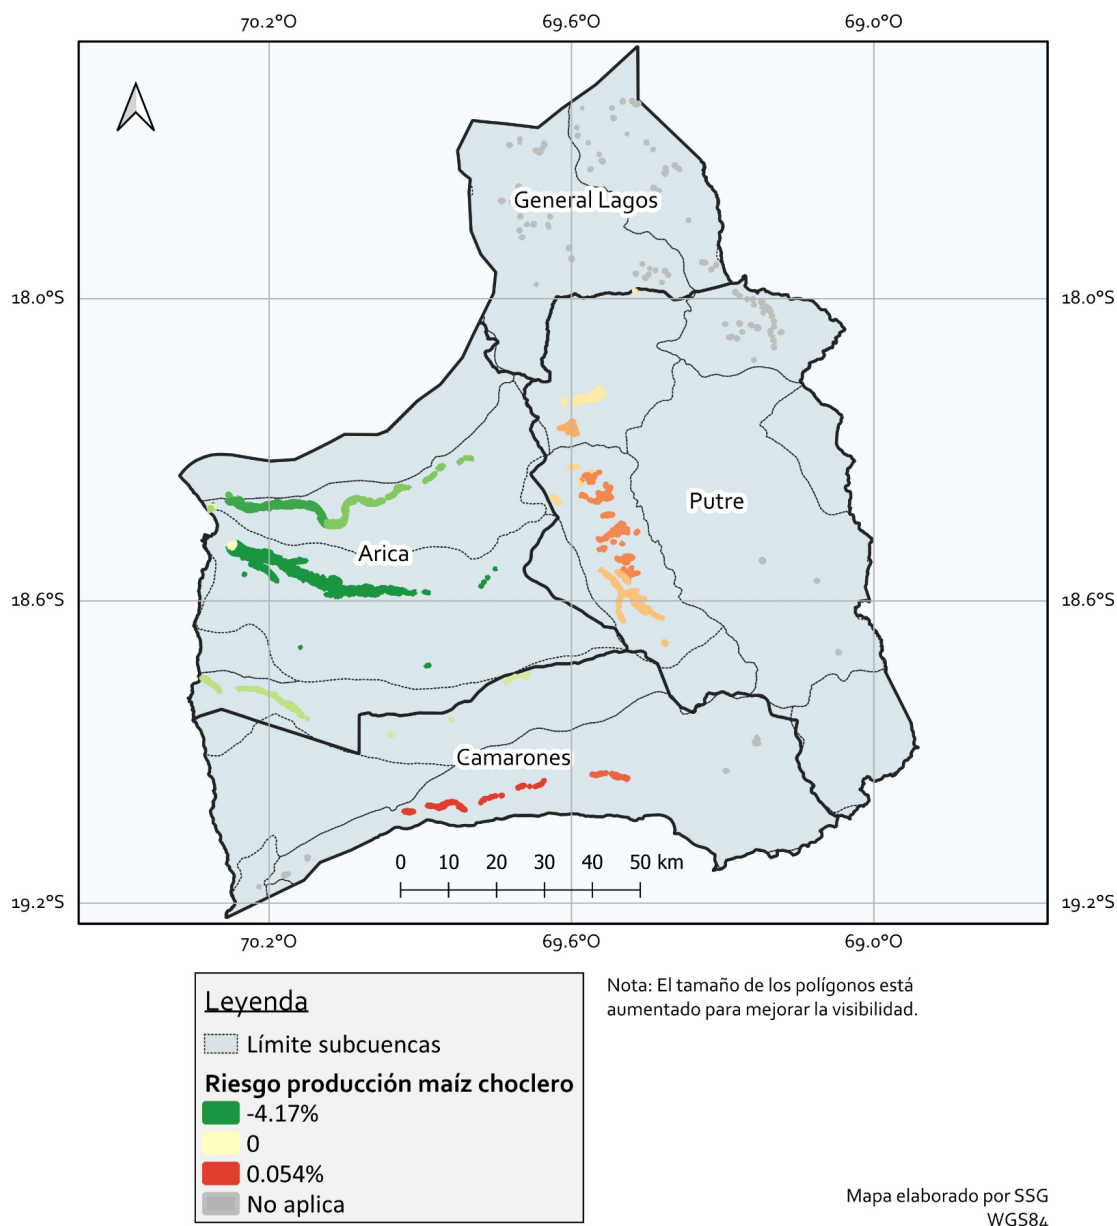 70.2°O 69.6°O 69.0°O
General Lagos
18.0°S 18.0°S
Putre
Arica
18.6°S 18.6°S
Camarones
0 10 20 30 40 50 km
19.2°S 19.2°S
70.2°O 69.6°O 69.0°O
Leyenda
Límite subcuencas
Riesgo producción maíz choclero
-4.17%
0
0.054%
No aplica
Nota: El tamaño de los polígonos está
aumentado para mejorar la visibilidad.
Mapa elaborado por SSG
WGS84